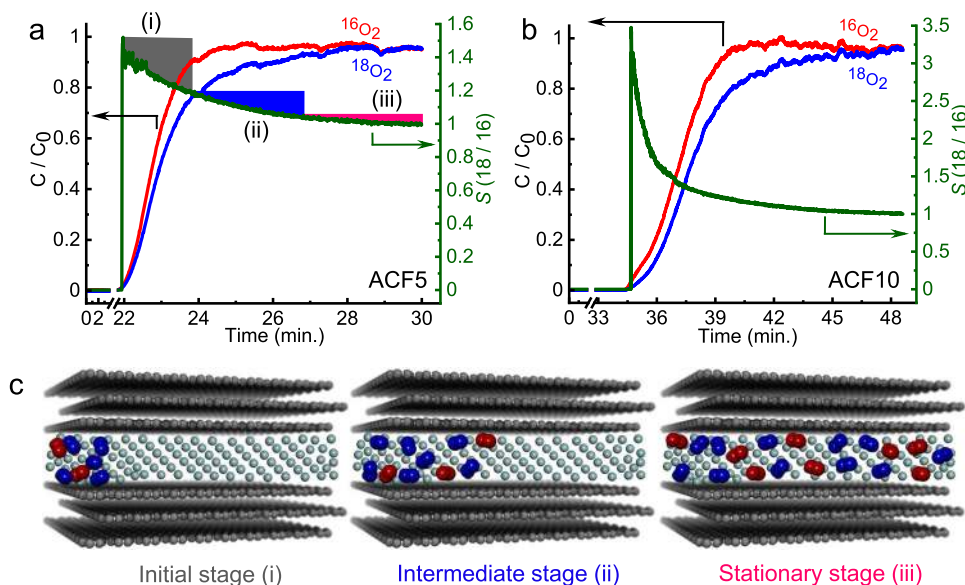 a
(i)
(ii)
(iii)
¹⁶O₂
¹⁸O₂
ACF5
C / C₀
1
0.8
0.6
0.4
0.2
0
S (18 / 16)
1.6
1.4
1.2
1
0.8
0.6
0.4
0.2
0
0 2 22 24 26 28 30
Time (min.)
b
¹⁶O₂
¹⁸O₂
ACF10
C / C₀
1
0.8
0.6
0.4
0.2
0
S (18 / 16)
3.5
3
2.5
2
1.5
1
0.5
0
0 33 36 39 42 45 48
Time (min.)
c
Initial stage (i)
Intermediate stage (ii)
Stationary stage (iii)